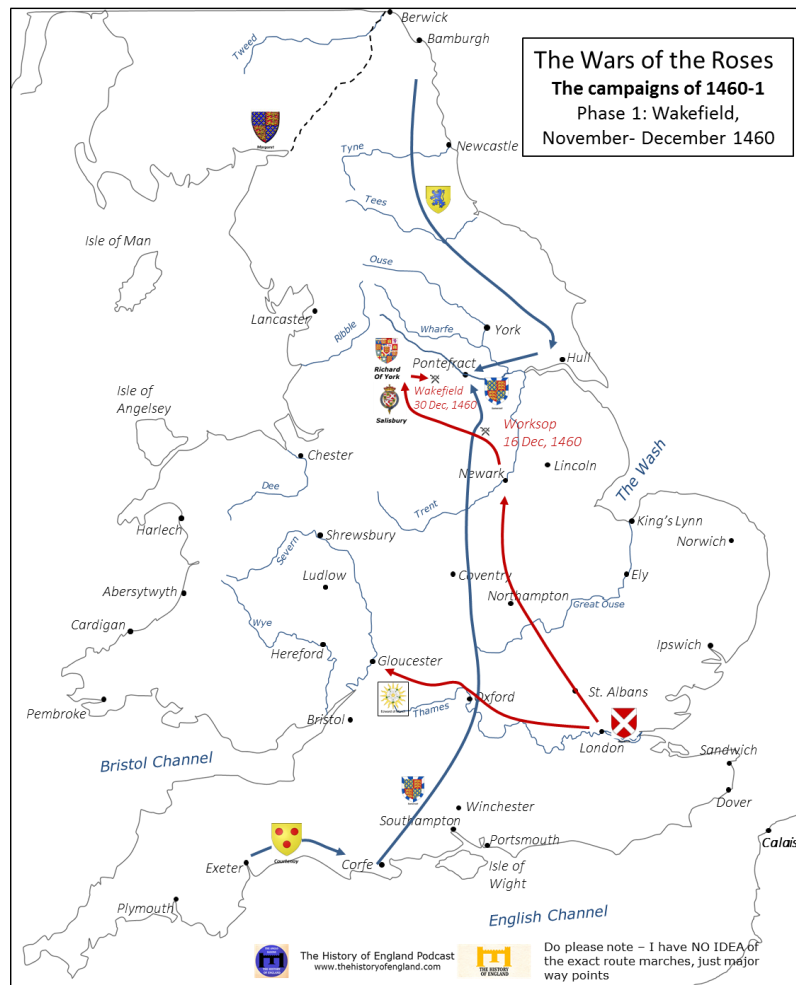 The Wars of the Roses
The campaigns of 1460-1
Phase 1: Wakefield,
November- December 1460
Berwick
Bamburgh
Tweed
Margaret
Newcastle
Tyne
Tees
Isle of Man
Ouse
Lancaster
Ribble
York
Wharfe
Hull
Pontefract
Richard
Of York
Wakefield
30 Dec, 1460
Salisbury
Isle of
Angelsey
Worksop
16 Dec, 1460
Chester
Newark
Lincoln
The Wash
Dee
Trent
King's Lynn
Harlech
Shrewsbury
Norwich
Severn
Ludlow
Coventry
Ely
Abersytwyth
Northampton
Great Ouse
Cardigan
Wye
Hereford
Ipswich
Gloucester
Pembroke
Oxford
St. Albans
Thames
Bristol
London
Bristol Channel
Sandwich
Dover
Winchester
Southampton
Portsmouth
Calais
Courtenay
Exeter
Corfe
Isle of
Wight
Plymouth
English Channel
The History of England Podcast
www.thehistoryofengland.com
THE HISTORY
OF ENGLAND
Do please note – I have NO IDEA of
the exact route marches, just major
way points